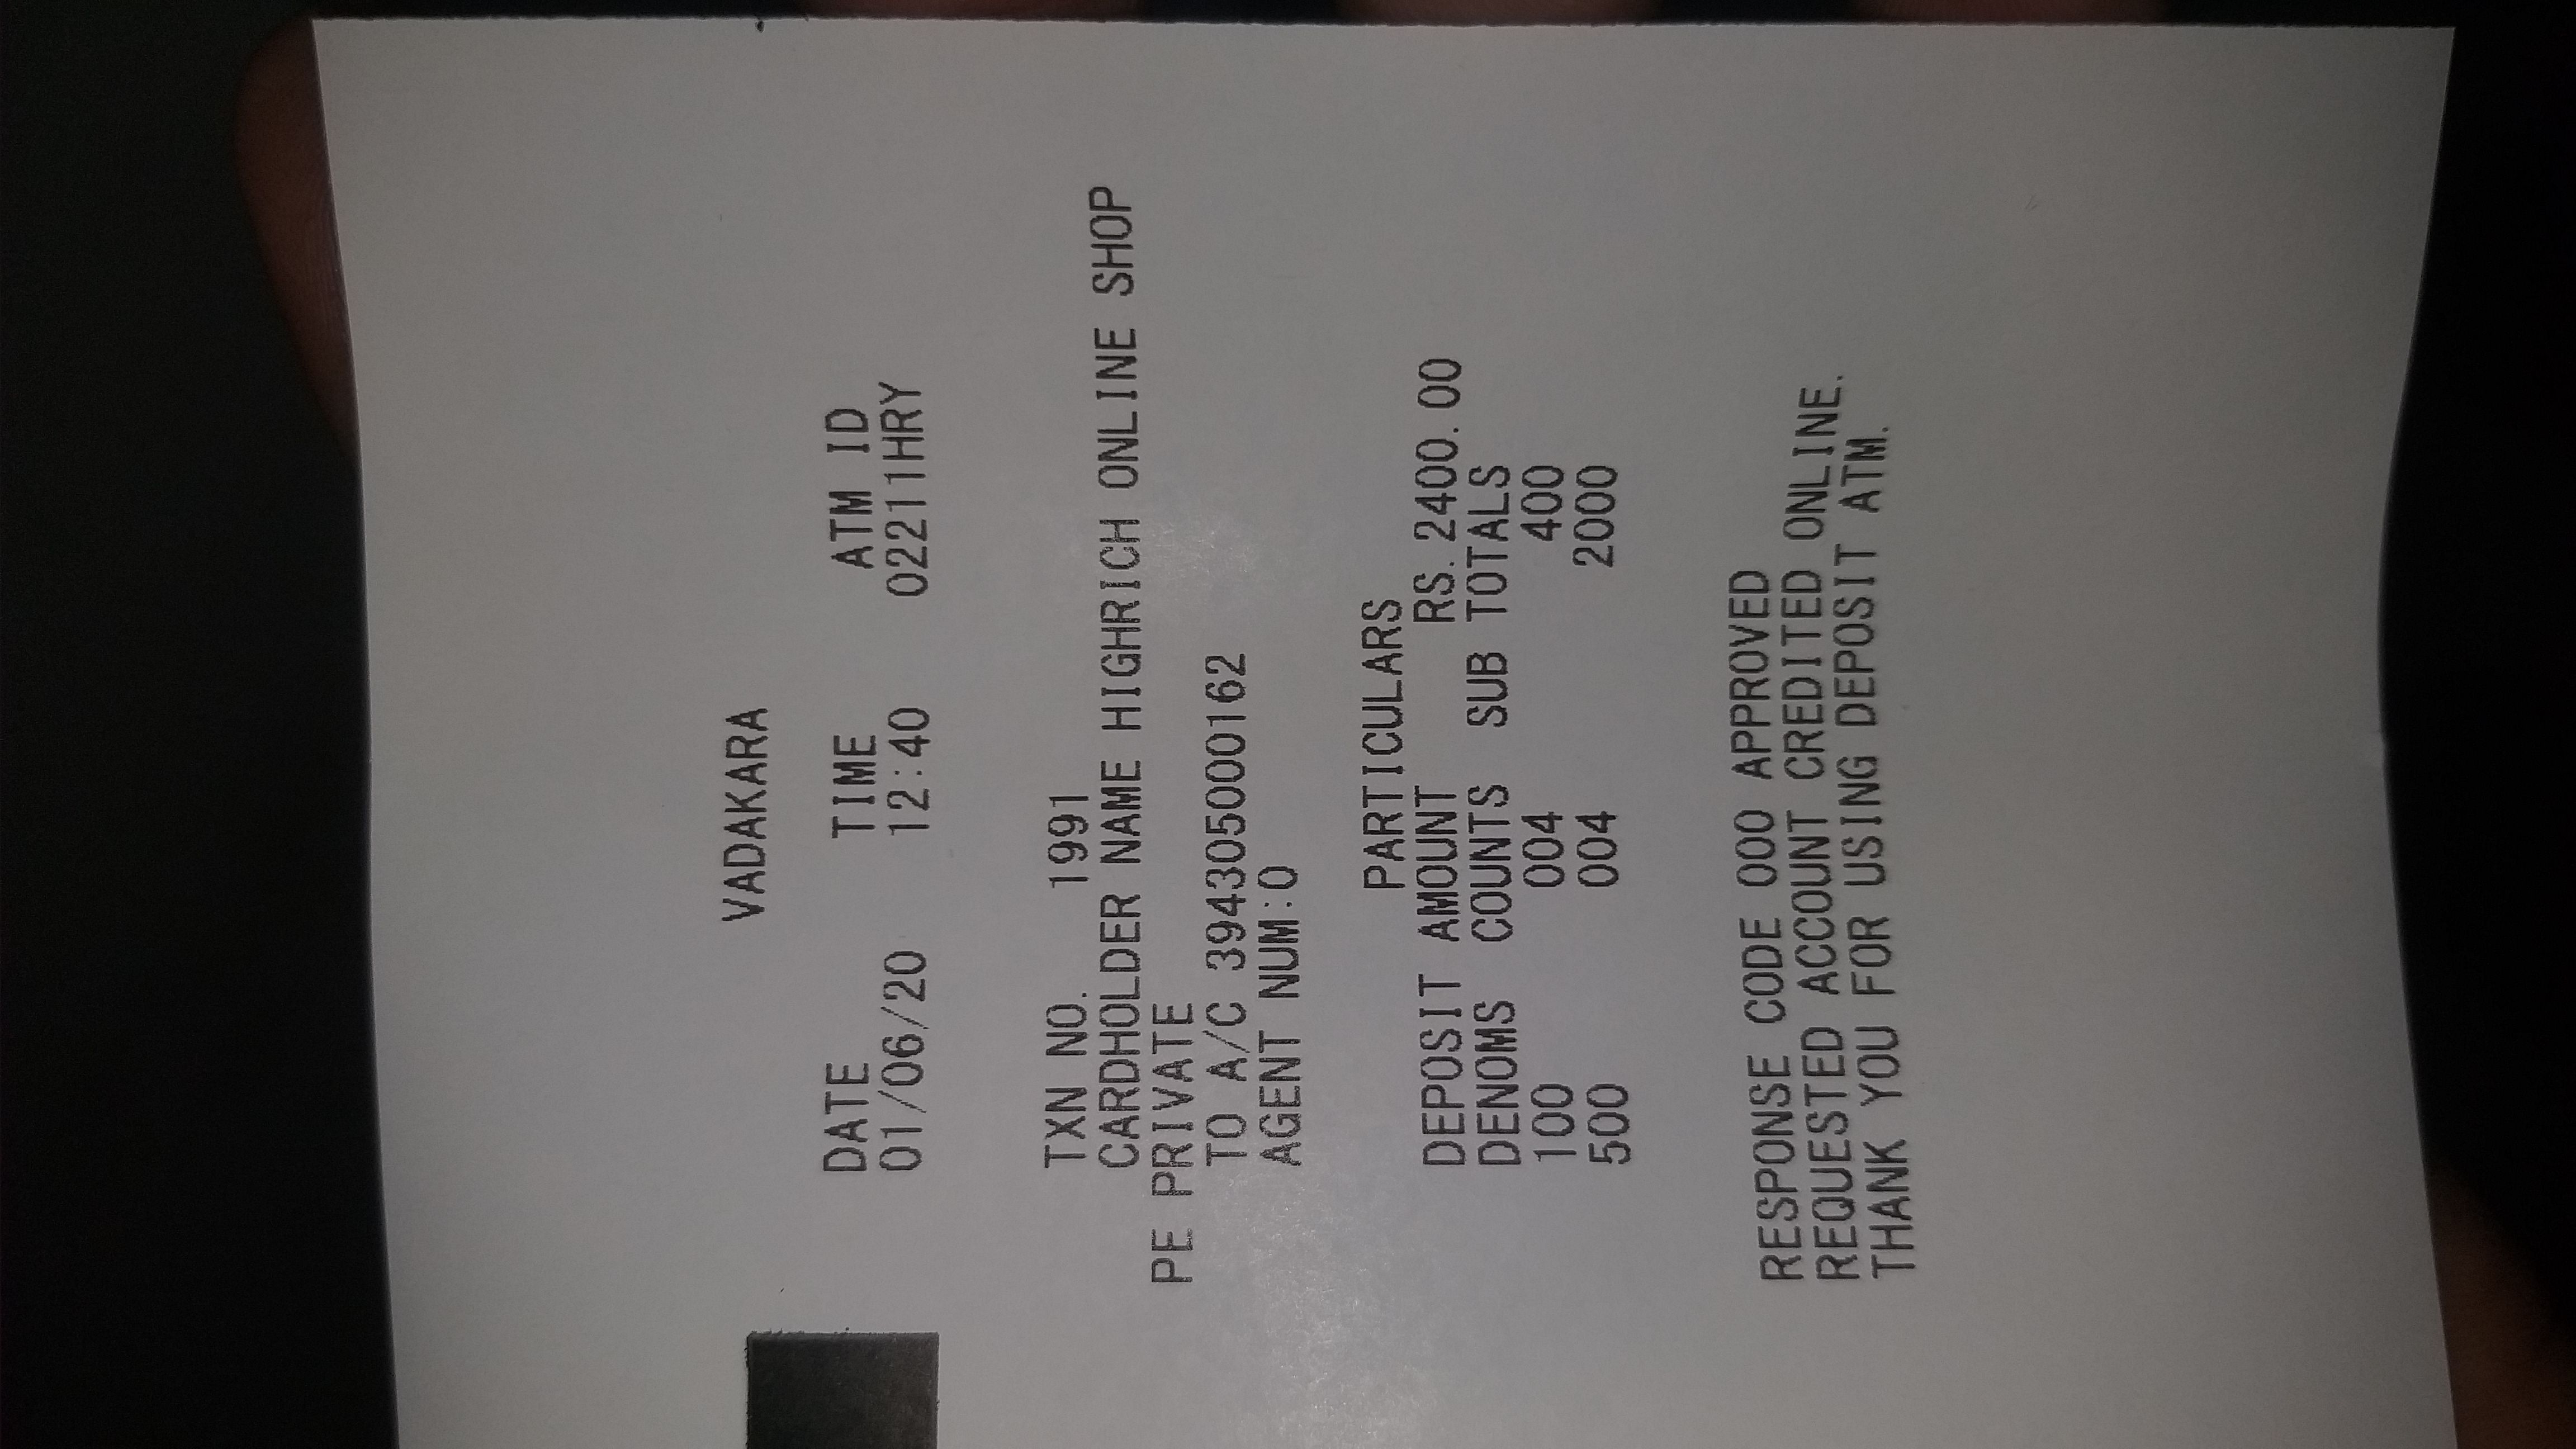 VADAKARA
DATE TIME ATM ID
01/06/20 12:40 02211HRY
TXN NO. 1991
CARDHOLDER NAME HIGHRICH ONLINE SHOP
PE PRIVATE
TO A/C 394305000162
AGENT NUM:0
PARTICULARS
DEPOSIT AMOUNT RS.2400.00
DENOMS COUNTS SUB TOTALS
100 004 400
500 004 2000
RESPONSE CODE 000 APPROVED
REQUESTED ACCOUNT CREDITED ONLINE.
THANK YOU FOR USING DEPOSIT ATM.